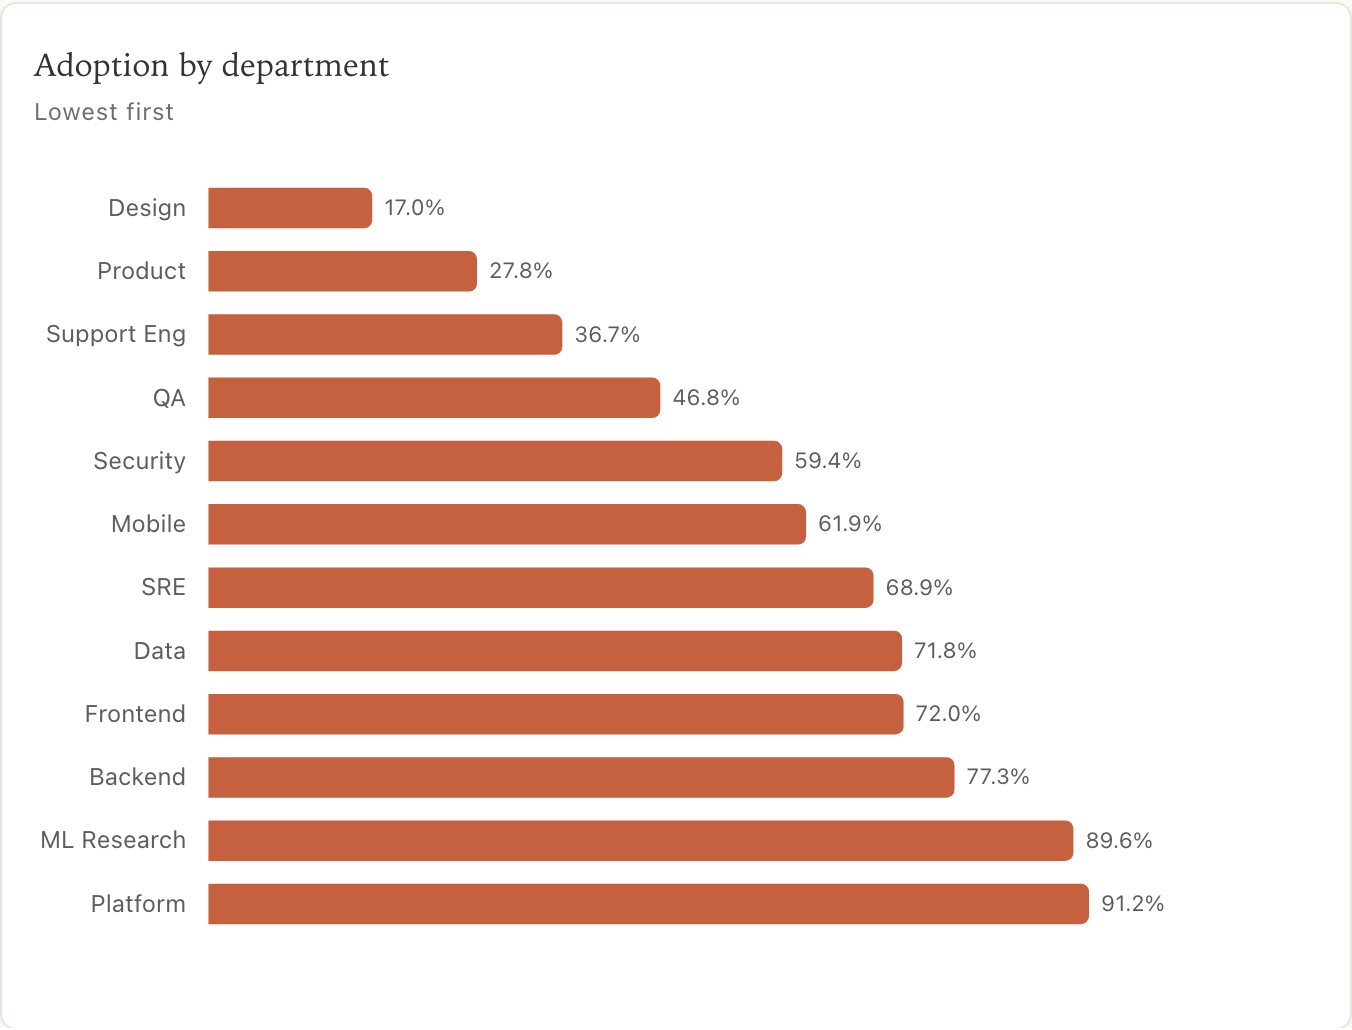 Adoption by department
Lowest first
Design 17.0%
Product 27.8%
Support Eng 36.7%
QA 46.8%
Security 59.4%
Mobile 61.9%
SRE 68.9%
Data 71.8%
Frontend 72.0%
Backend 77.3%
ML Research 89.6%
Platform 91.2%